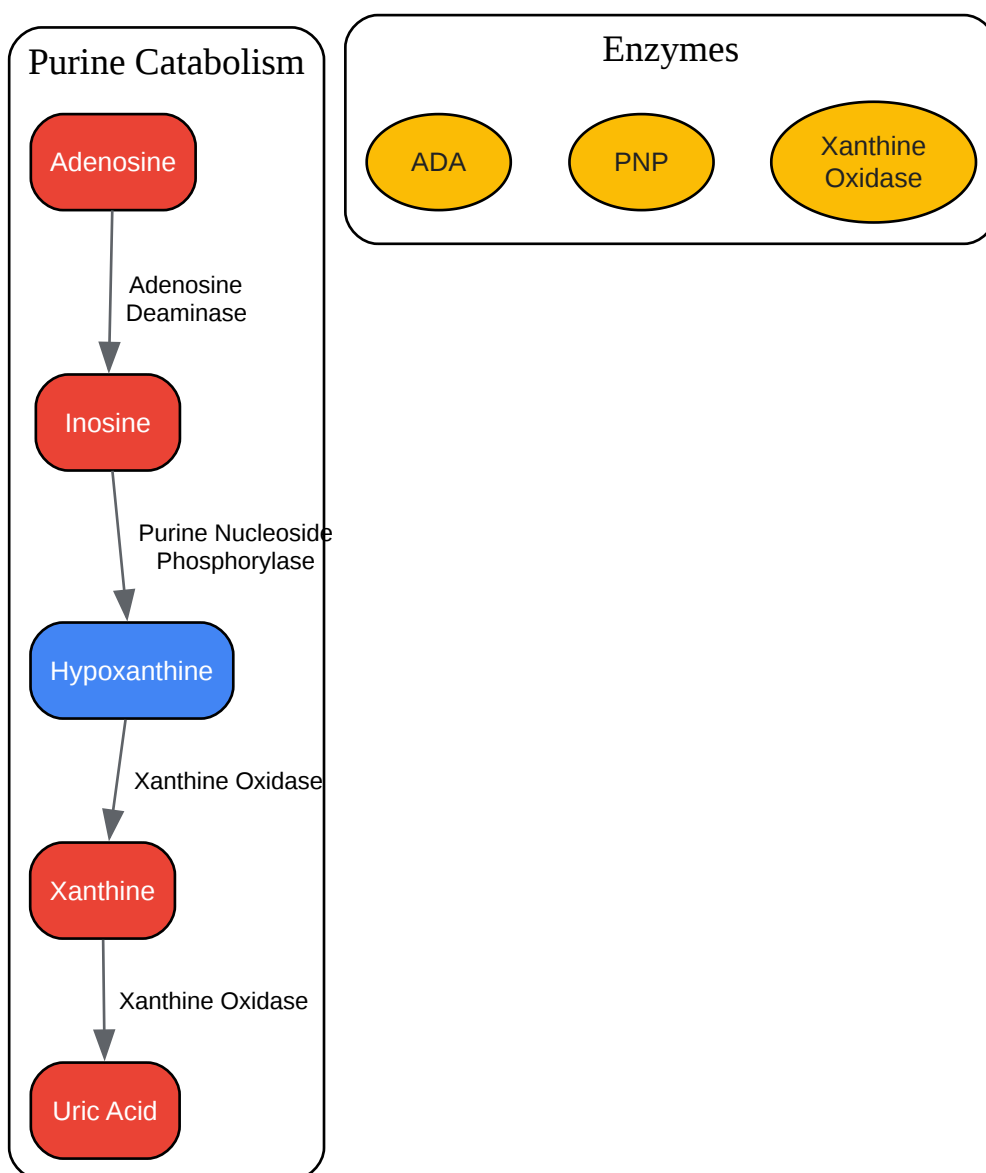 Purine Catabolism
Adenosine
Adenosine
Deaminase
Inosine
Purine Nucleoside
Phosphorylase
Hypoxanthine
Xanthine Oxidase
Xanthine
Xanthine Oxidase
Uric Acid
Enzymes
ADA
PNP
Xanthine
Oxidase